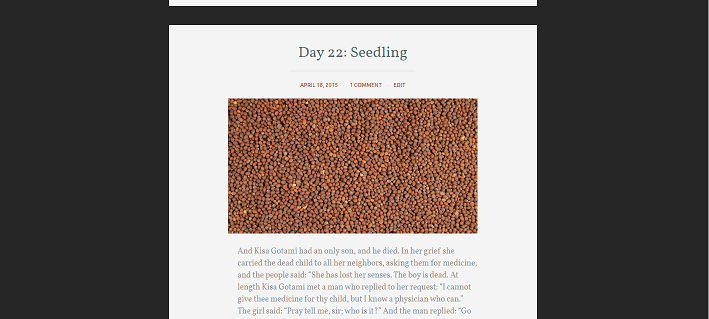 Day 22: Seedling
APRIL 18, 2015 · 1 COMMENT · EDIT
And Kisa Gotami had an only son, and he died. In her grief she
carried the dead child to all her neighbors, asking them for medicine,
and the people said: "She has lost her senses. The boy is dead. At
length Kisa Gotami met a man who replied to her request: "I cannot
give thee medicine for thy child, but I know a physician who can."
The girl said: "Pray tell me, sir; who is it?" And the man replied: "Go